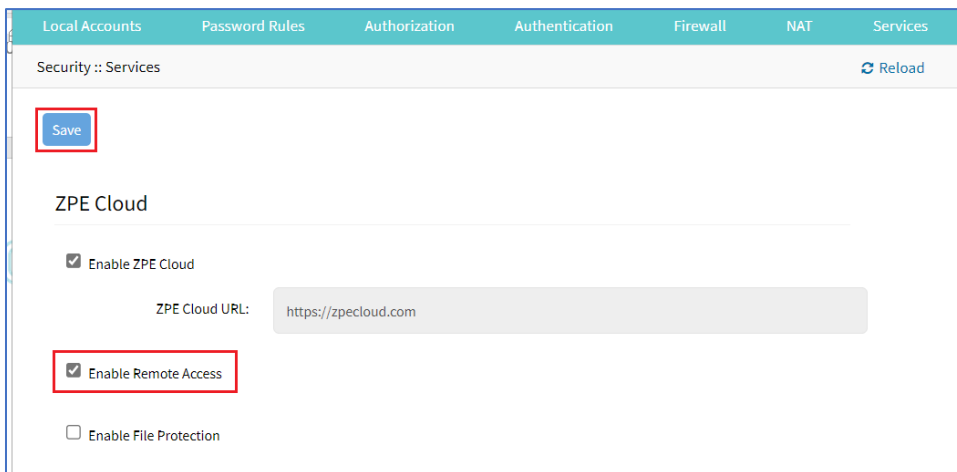 Local Accounts Password Rules Authorization Authentication Firewall NAT Services
Security :: Services Reload
Save
ZPE Cloud
Enable ZPE Cloud
ZPE Cloud URL: https://zpecloud.com
Enable Remote Access
Enable File Protection